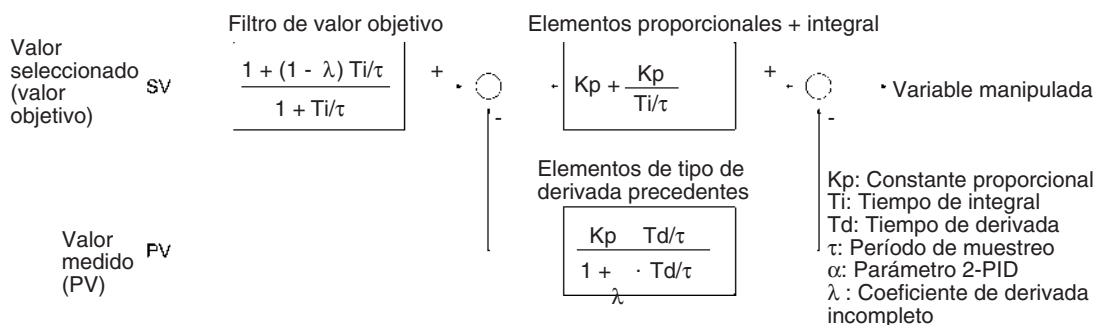 Filtro de valor objetivo
Elementos proporcionales + integral
Valor
seleccionado
(valor
objetivo)
SV
1 + (1 - λ) Ti/τ
1 + Ti/τ
+
-
Kp + Kp
Ti/τ
+
-
Variable manipulada
Elementos de tipo de
derivada precedentes
Valor
medido
(PV)
PV
Kp Td/τ
1 + · Td/τ
λ
Kp: Constante proporcional
Ti: Tiempo de integral
Td: Tiempo de derivada
τ: Período de muestreo
α: Parámetro 2-PID
λ : Coeficiente de derivada
incompleto